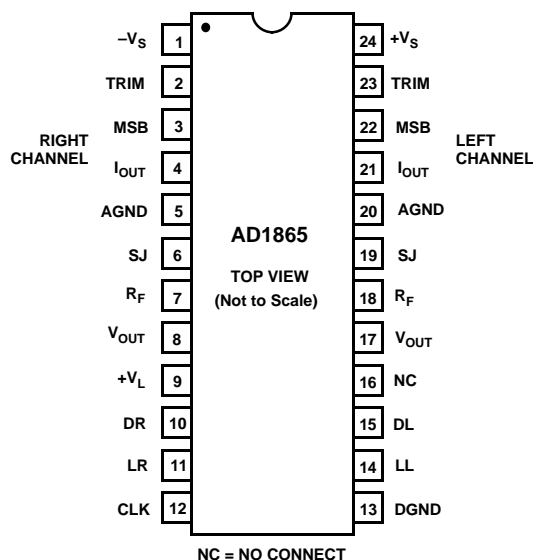 –VS 1 24 +VS
TRIM 2 23 TRIM
MSB 3 22 MSB
RIGHT CHANNEL
LEFT CHANNEL
IOUT 4 21 IOUT
AGND 5 20 AGND
AD1865
SJ 6 19 SJ
TOP VIEW
(Not to Scale)
RF 7 18 RF
VOUT 8 17 VOUT
+VL 9 16 NC
DR 10 15 DL
LR 11 14 LL
CLK 12 13 DGND
NC = NO CONNECT